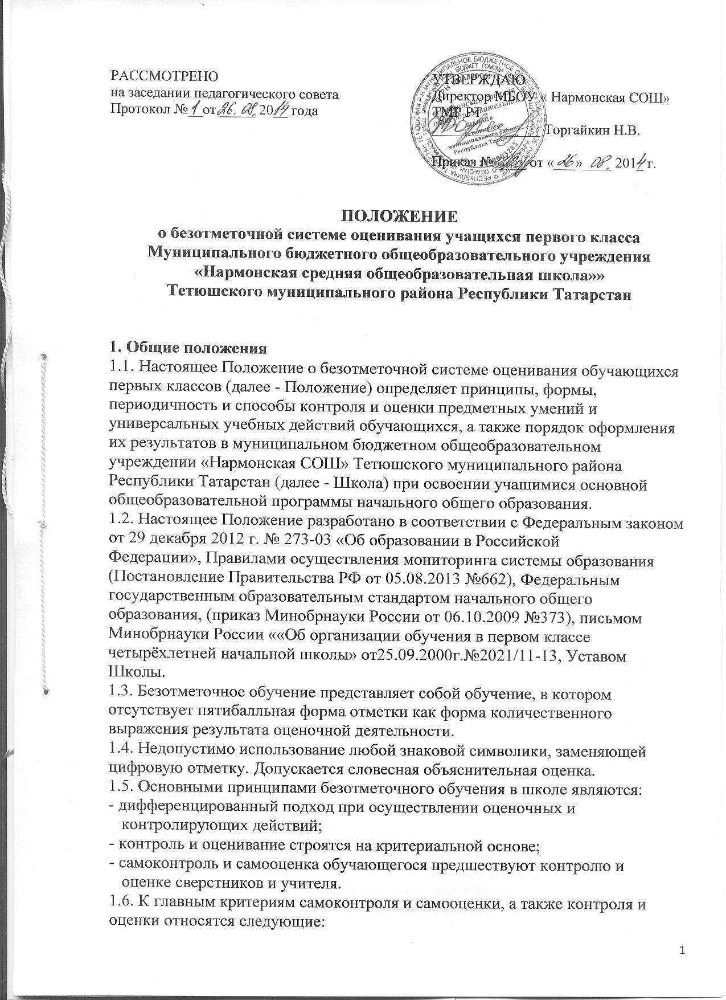 РАССМОТРЕНО
на заседании педагогического совета
Протокол № 1 от 26. 08. 2014 года
УТВЕРЖДАЮ
Директор МБОУ « Нармонская СОШ»
ТМР РТ
Торгайкин Н.В.
Приказ № от «26» 08. 2014 г.
ПОЛОЖЕНИЕ
о безотметочной системе оценивания учащихся первого класса
Муниципального бюджетного общеобразовательного учреждения
«Нармонская средняя общеобразовательная школа»»
Тетюшского муниципального района Республики Татарстан
1. Общие положения
1.1. Настоящее Положение о безотметочной системе оценивания обучающихся
первых классов (далее - Положение) определяет принципы, формы,
периодичность и способы контроля и оценки предметных умений и
универсальных учебных действий обучающихся, а также порядок оформления
их результатов в муниципальном бюджетном общеобразовательном
учреждении «Нармонская СОШ» Тетюшского муниципального района
Республики Татарстан (далее - Школа) при освоении учащимися основной
общеобразовательной программы начального общего образования.
1.2. Настоящее Положение разработано в соответствии с Федеральным законом
от 29 декабря 2012 г. № 273-03 «Об образовании в Российской
Федерации», Правилами осуществления мониторинга системы образования
(Постановление Правительства РФ от 05.08.2013 №662), Федеральным
государственным образовательным стандартом начального общего
образования, (приказ Минобрнауки России от 06.10.2009 №373), письмом
Минобрнауки России ««Об организации обучения в первом классе
четырёхлетней начальной школы» от25.09.2000г.№2021/11-13, Уставом
Школы.
1.3. Безотметочное обучение представляет собой обучение, в котором
отсутствует пятибалльная форма отметки как форма количественного
выражения результата оценочной деятельности.
1.4. Недопустимо использование любой знаковой символики, заменяющей
цифровую отметку. Допускается словесная объяснительная оценка.
1.5. Основными принципами безотметочного обучения в школе являются:
- дифференцированный подход при осуществлении оценочных и
контролирующих действий;
- контроль и оценивание строятся на критериальной основе;
- самоконтроль и самооценка обучающегося предшествуют контролю и
оценке сверстников и учителя.
1.6. К главным критериям самоконтроля и самооценки, а также контроля и
оценки относятся следующие:
1